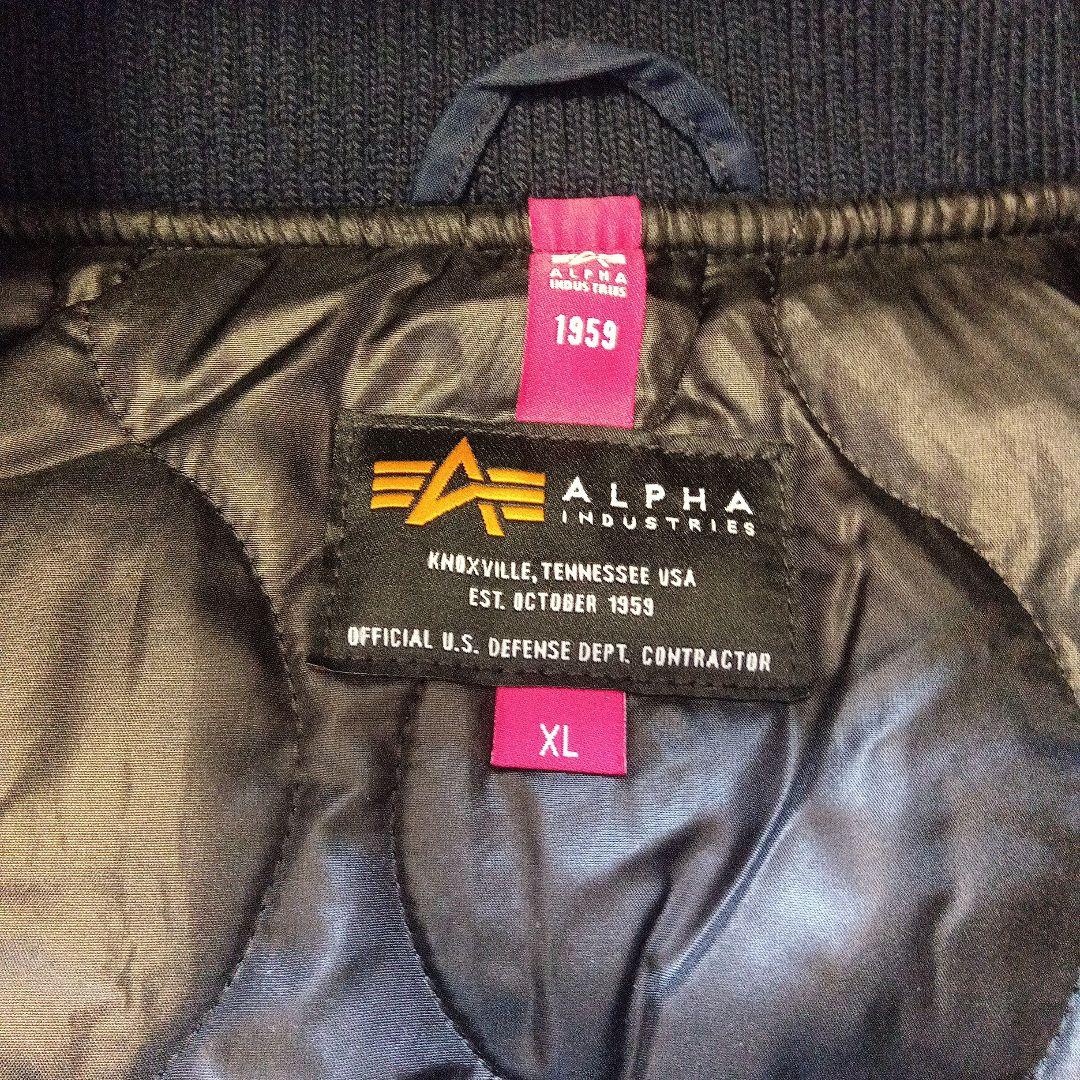 ALPHA
INDUSTRIES
1959
ALPHA
INDUSTRIES
KNOXVILLE, TENNESSEE USA
EST. OCTOBER 1959
OFFICIAL U.S. DEFENSE DEPT. CONTRACTOR
XL